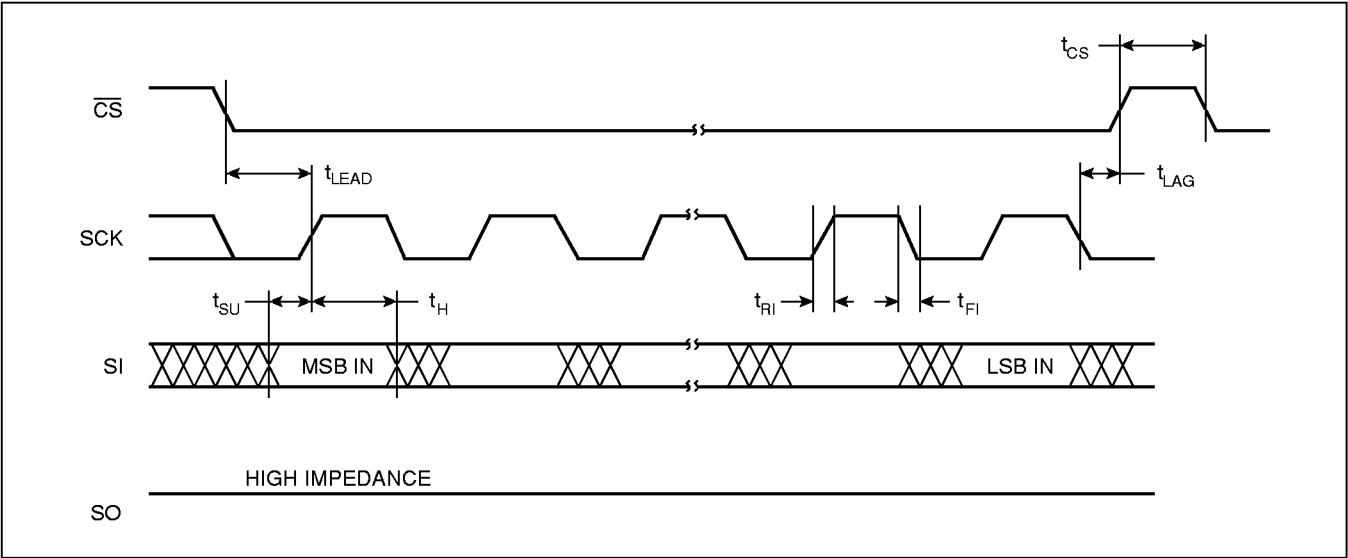 tCS
CS
tLEAD
tLAG
SCK
tSU
tH
tRI
tFI
SI
MSB IN
LSB IN
HIGH IMPEDANCE
SO